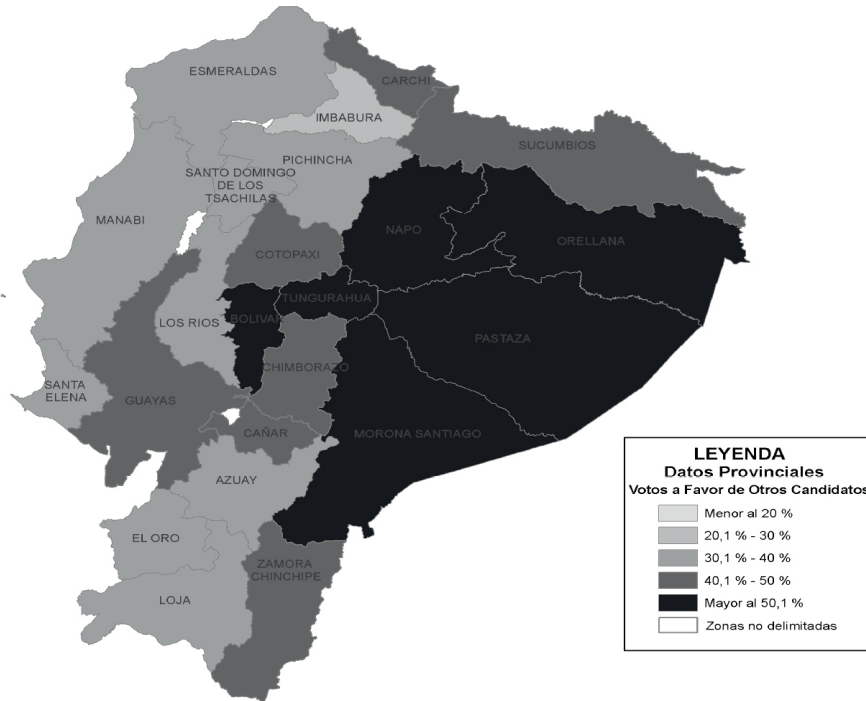 ESMERALDAS
CARCHI
IMBABURA
SUCUMBIOS
PICHINCHA
SANTO DOMINGO
DE LOS
TSACHILAS
MANABI
NAPO
ORELLANA
COTOPAXI
TUNGURAHUA
BOLIVAR
LOS RIOS
PASTAZA
CHIMBORAZO
SANTA
ELENA
GUAYAS
CAÑAR
MORONA SANTIAGO
AZUAY
EL ORO
ZAMORA
CHINCHIPE
LOJA
LEYENDA
Datos Provinciales
Votos a Favor de Otros Candidatos
Menor al 20 %
20,1 % - 30 %
30,1 % - 40 %
40,1 % - 50 %
Mayor al 50,1 %
Zonas no delimitadas